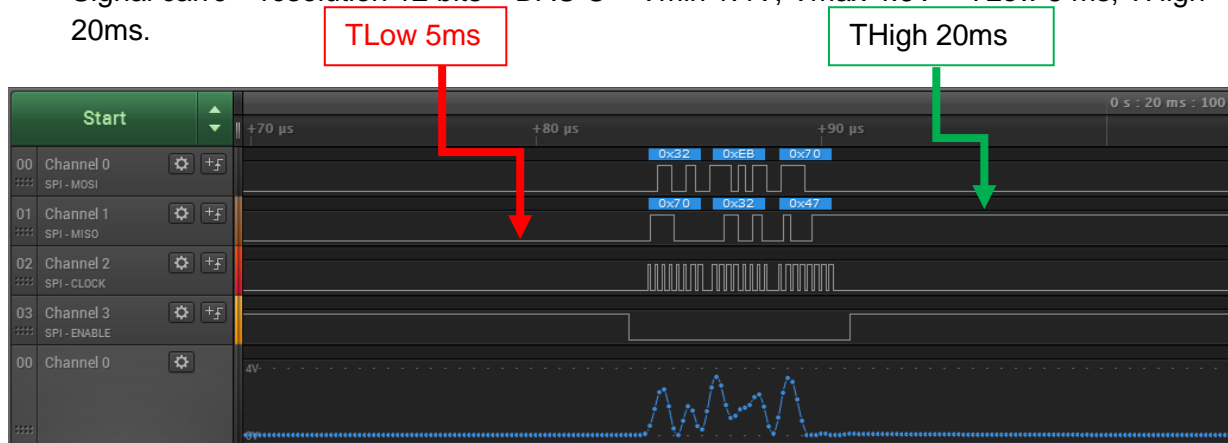 20ms.
TLow 5ms
THigh 20ms
Start
0 s : 20 ms : 100
+70 µs +80 µs +90 µs
00 Channel 0
SPI - MOSI
0x32 0xEB 0x70
01 Channel 1
SPI - MISO
0x70 0x32 0x47
02 Channel 2
SPI - CLOCK
03 Channel 3
SPI - ENABLE
00 Channel 0
4V
0V